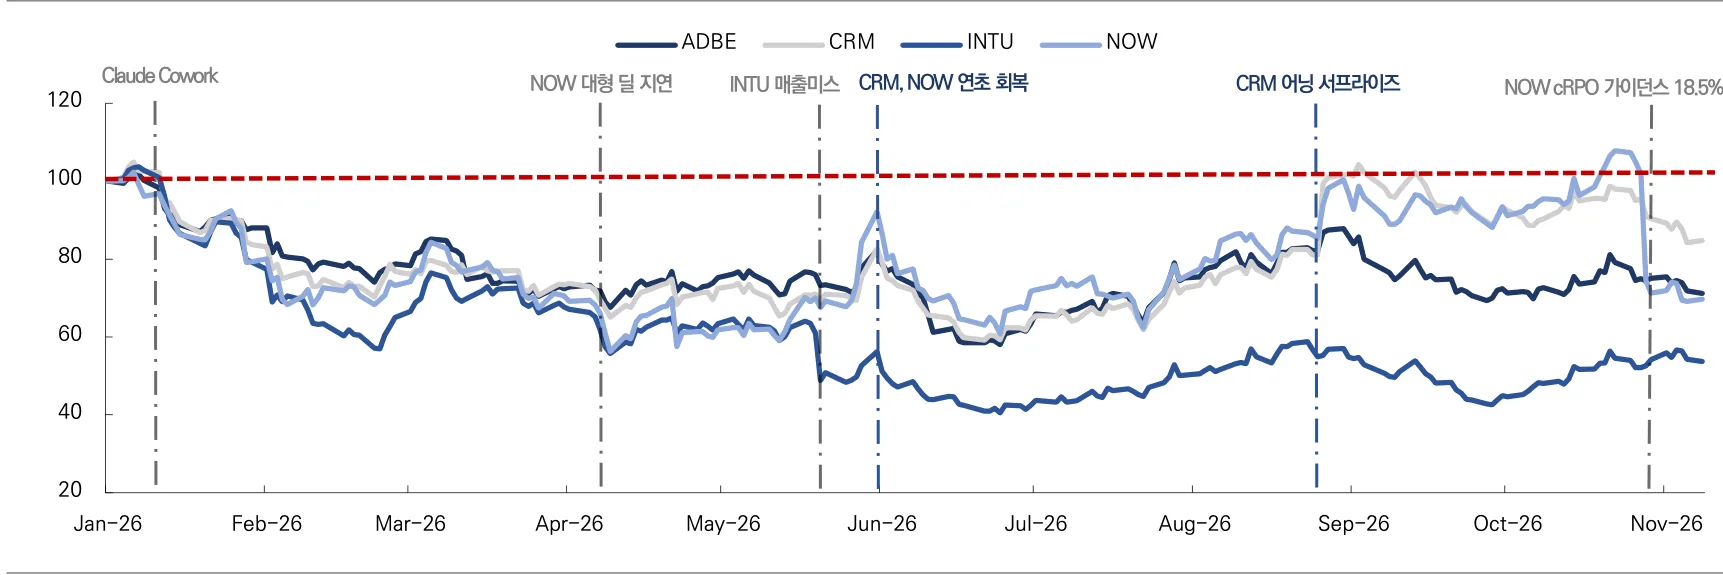 ADBE CRM INTU NOW
Claude Cowork
NOW 대형 딜 지연
INTU 매출미스
CRM, NOW 연초 회복
CRM 어닝 서프라이즈
NOW cRPO 가이던스 18.5%
120
100
80
60
40
20
Jan-26 Feb-26 Mar-26 Apr-26 May-26 Jun-26 Jul-26 Aug-26 Sep-26 Oct-26 Nov-26